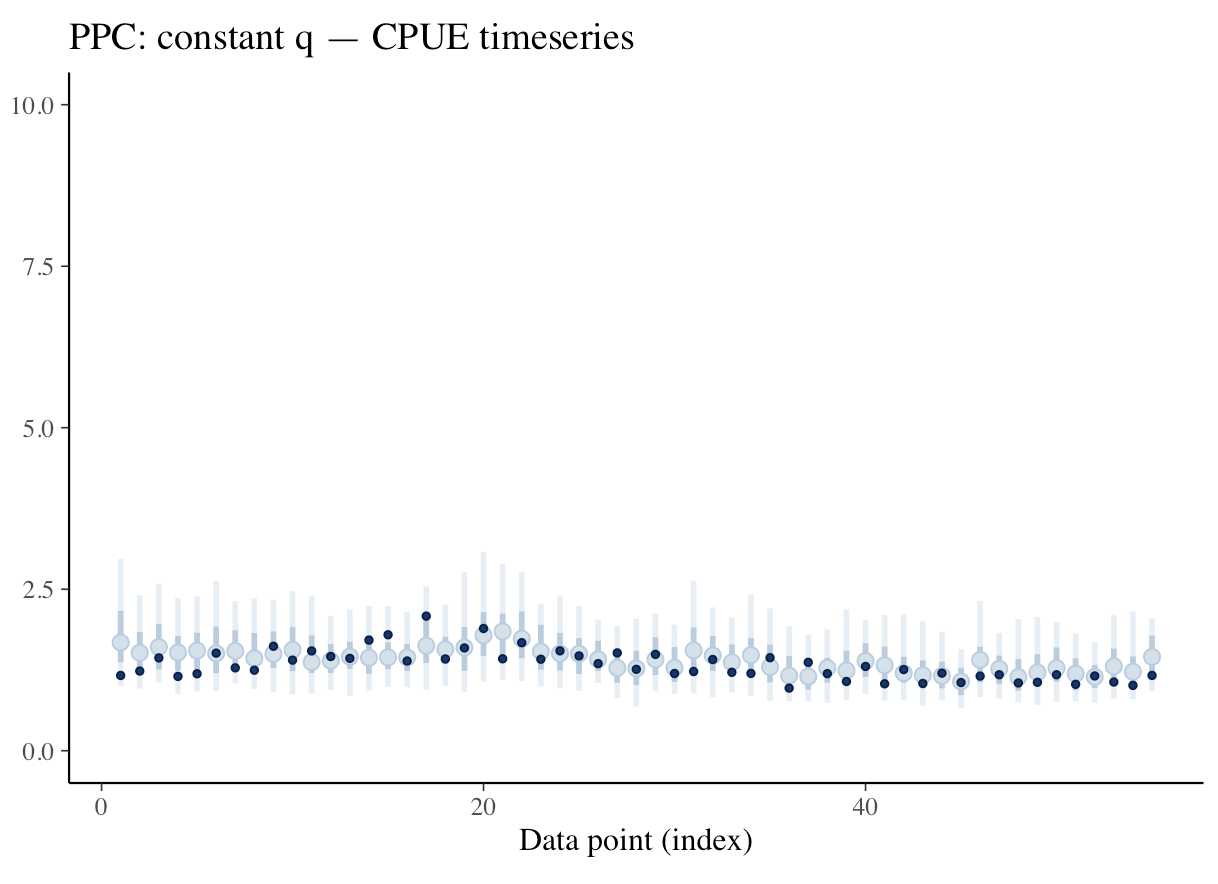 PPC: constant q — CPUE timeseries
10.0
7.5
5.0
2.5
0.0
0 20 40
Data point (index)